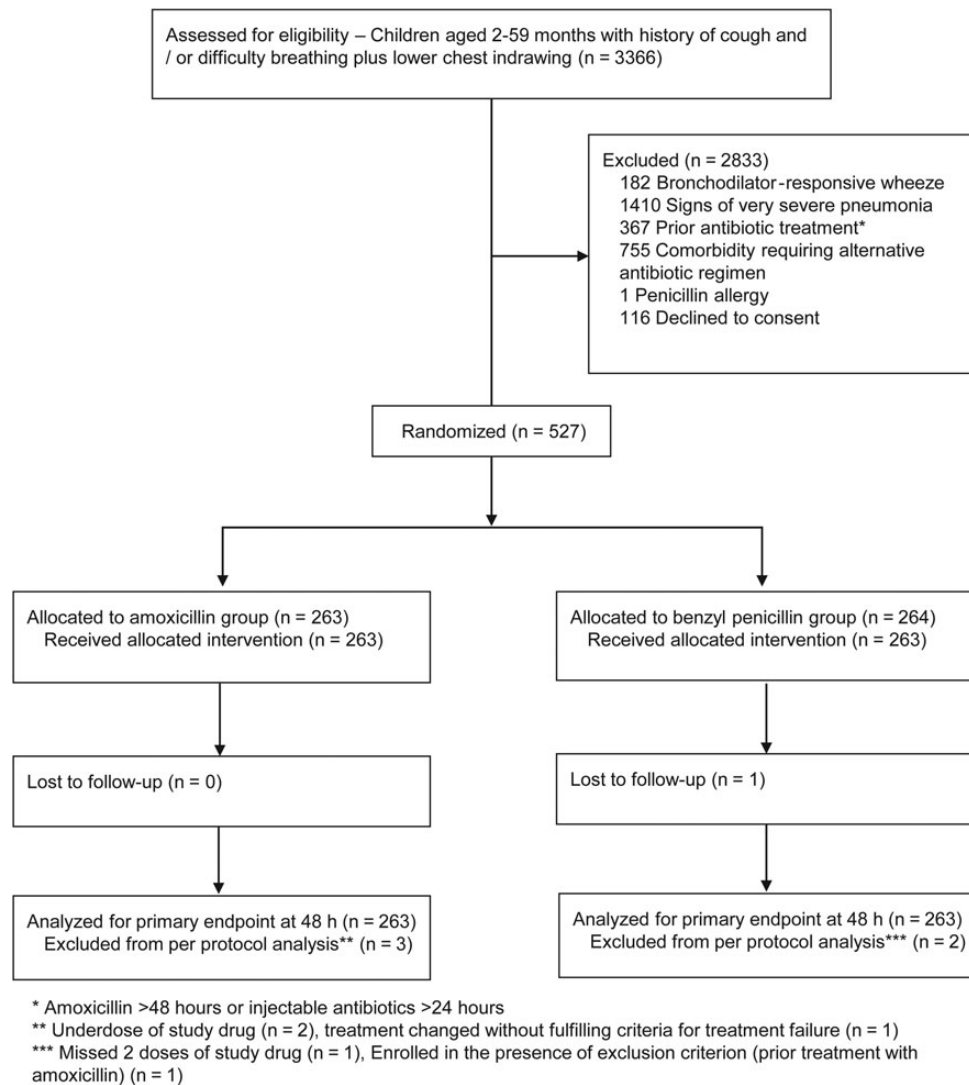 Assessed for eligibility – Children aged 2-59 months with history of cough and
/ or difficulty breathing plus lower chest indrawing (n = 3366)
Excluded (n = 2833)
182 Bronchodilator-responsive wheeze
1410 Signs of very severe pneumonia
367 Prior antibiotic treatment*
755 Comorbidity requiring alternative
antibiotic regimen
1 Penicillin allergy
116 Declined to consent
Randomized (n = 527)
Allocated to amoxicillin group (n = 263)
Received allocated intervention (n = 263)
Allocated to benzyl penicillin group (n = 264)
Received allocated intervention (n = 263)
Lost to follow-up (n = 0)
Lost to follow-up (n = 1)
Analyzed for primary endpoint at 48 h (n = 263)
Excluded from per protocol analysis** (n = 3)
Analyzed for primary endpoint at 48 h (n = 263)
Excluded from per protocol analysis*** (n = 2)
* Amoxicillin >48 hours or injectable antibiotics >24 hours
** Underdose of study drug (n = 2), treatment changed without fulfilling criteria for treatment failure (n = 1)
*** Missed 2 doses of study drug (n = 1), Enrolled in the presence of exclusion criterion (prior treatment with
amoxicillin) (n = 1)